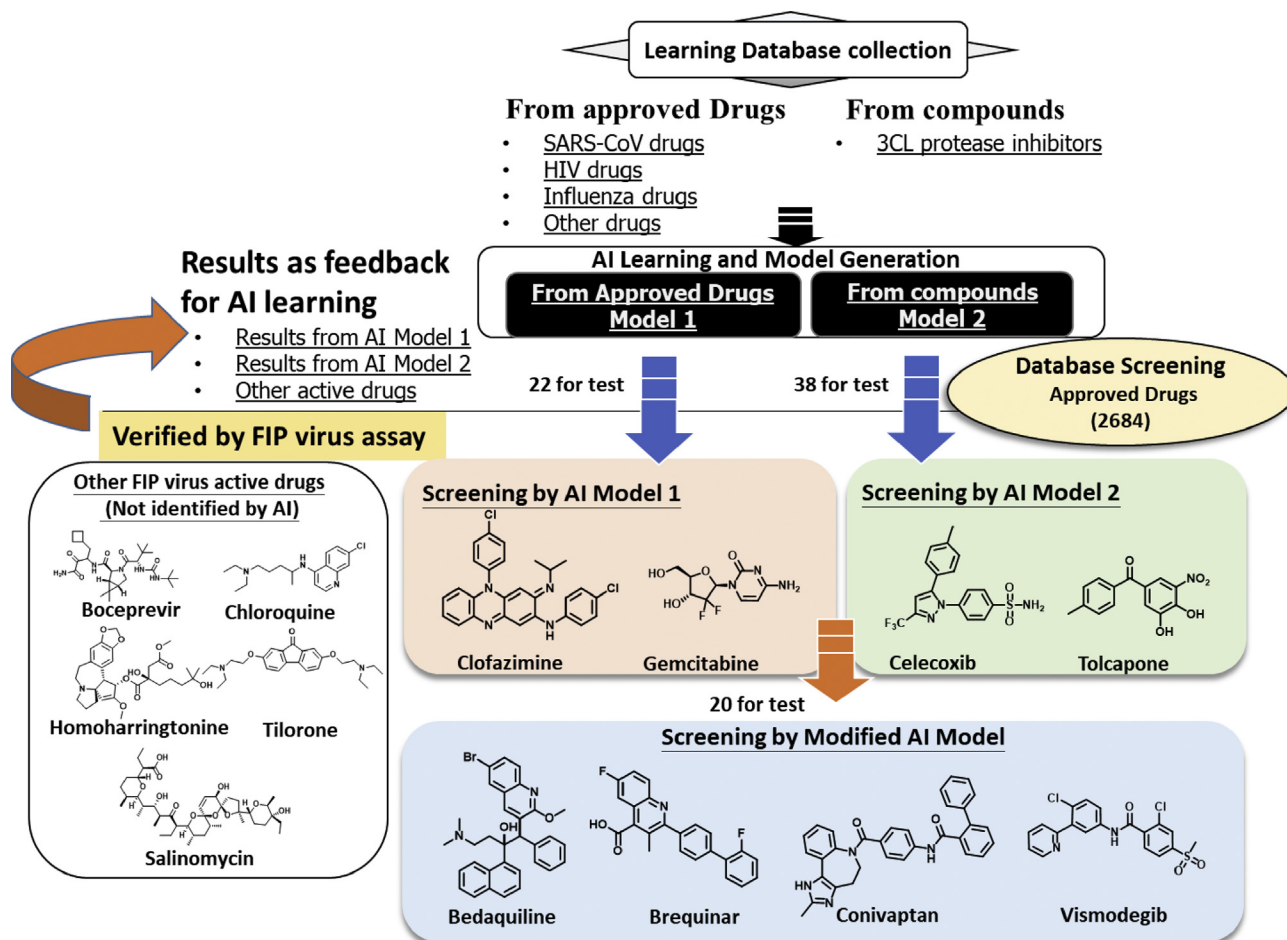 Learning Database collection
From approved Drugs
• SARS-CoV drugs
• HIV drugs
• Influenza drugs
• Other drugs
From compounds
• 3CL protease inhibitors
AI Learning and Model Generation
From Approved Drugs
Model 1
From compounds
Model 2
Results as feedback
for AI learning
• Results from AI Model 1
• Results from AI Model 2
• Other active drugs
22 for test
38 for test
Database Screening
Approved Drugs
(2684)
Verified by FIP virus assay
Other FIP virus active drugs
(Not identified by AI)
Boceprevir
Chloroquine
Homoharringtonine
Tilorone
Salinomycin
Screening by AI Model 1
Clofazimine
Gemcitabine
Screening by AI Model 2
Celecoxib
Tolcapone
20 for test
Screening by Modified AI Model
Bedaquiline
Brequinar
Conivaptan
Vismodegib